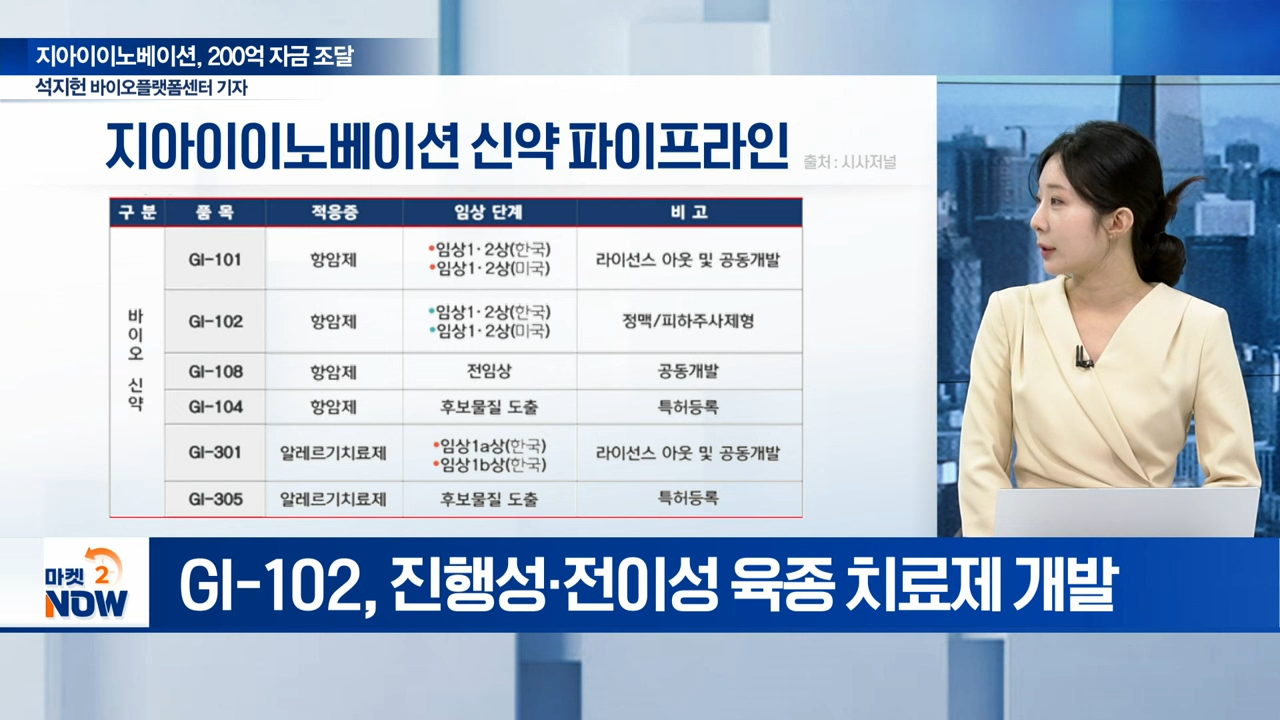 지아이이노베이션, 200억 자금 조달
석지헌 바이오플랫폼센터 기자
지아이이노베이션 신약 파이프라인
출처 : 시사저널
구 분 품 목 적응증 임상 단계 비 고
바이오 신약
GI-101 항암제 •임상1·2상(한국) 라이선스 아웃 및 공동개발
•임상1·2상(미국)
GI-102 항암제 •임상1·2상(한국) 정맥/피하주사제형
•임상1·2상(미국)
GI-108 항암제 전임상 공동개발
GI-104 항암제 후보물질 도출 특허등록
GI-301 알레르기치료제 •임상1a상(한국) 라이선스 아웃 및 공동개발
•임상1b상(한국)
GI-305 알레르기치료제 후보물질 도출 특허등록
마켓 2
NOW
GI-102, 진행성·전이성 육종 치료제 개발